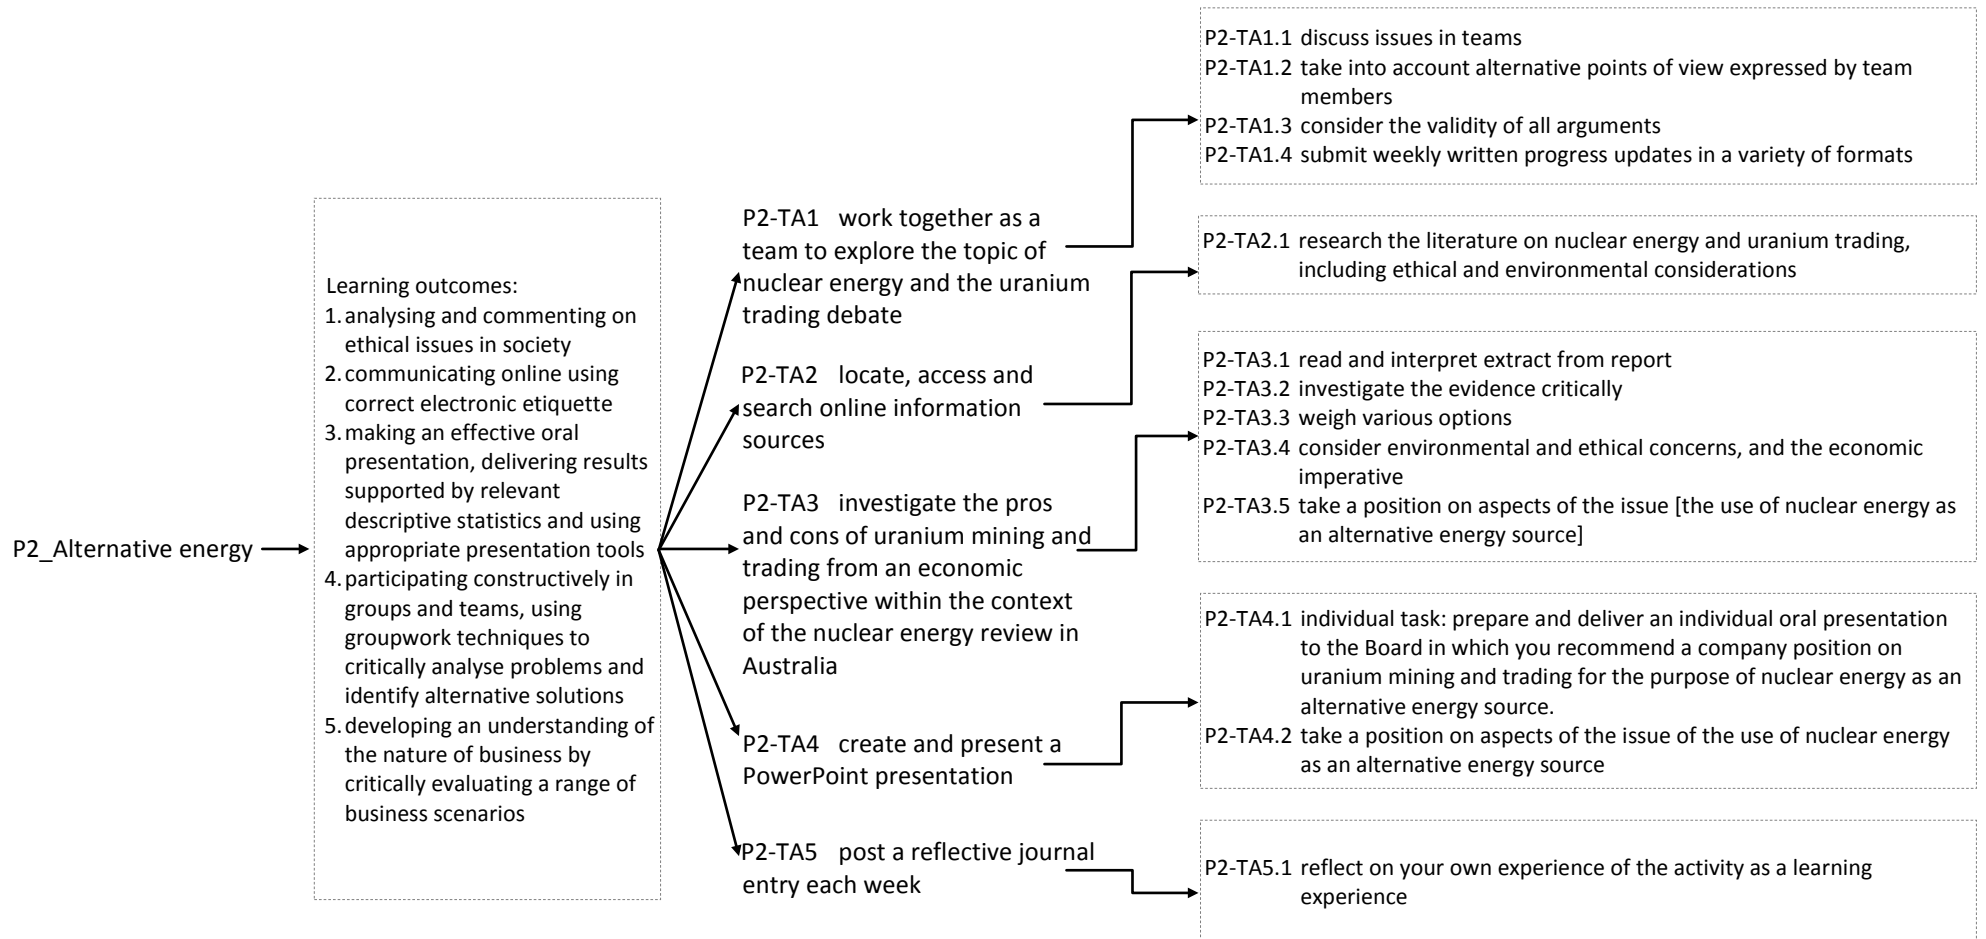 P2_Alternative energy
Learning outcomes:
1. analysing and commenting on
ethical issues in society
2. communicating online using
correct electronic etiquette
3. making an effective oral
presentation, delivering results
supported by relevant
descriptive statistics and using
appropriate presentation tools
4. participating constructively in
groups and teams, using
groupwork techniques to
critically analyse problems and
identify alternative solutions
5. developing an understanding of
the nature of business by
critically evaluating a range of
business scenarios
P2-TA1 work together as a
team to explore the topic of
nuclear energy and the uranium
trading debate
P2-TA2 locate, access and
search online information
sources
P2-TA3 investigate the pros
and cons of uranium mining and
trading from an economic
perspective within the context
of the nuclear energy review in
Australia
P2-TA4 create and present a
PowerPoint presentation
P2-TA5 post a reflective journal
entry each week
P2-TA1.1 discuss issues in teams
P2-TA1.2 take into account alternative points of view expressed by team
members
P2-TA1.3 consider the validity of all arguments
P2-TA1.4 submit weekly written progress updates in a variety of formats
P2-TA2.1 research the literature on nuclear energy and uranium trading,
including ethical and environmental considerations
P2-TA3.1 read and interpret extract from report
P2-TA3.2 investigate the evidence critically
P2-TA3.3 weigh various options
P2-TA3.4 consider environmental and ethical concerns, and the economic
imperative
P2-TA3.5 take a position on aspects of the issue [the use of nuclear energy as
an alternative energy source]
P2-TA4.1 individual task: prepare and deliver an individual oral presentation
to the Board in which you recommend a company position on
uranium mining and trading for the purpose of nuclear energy as an
alternative energy source.
P2-TA4.2 take a position on aspects of the issue of the use of nuclear energy
as an alternative energy source
P2-TA5.1 reflect on your own experience of the activity as a learning
experience